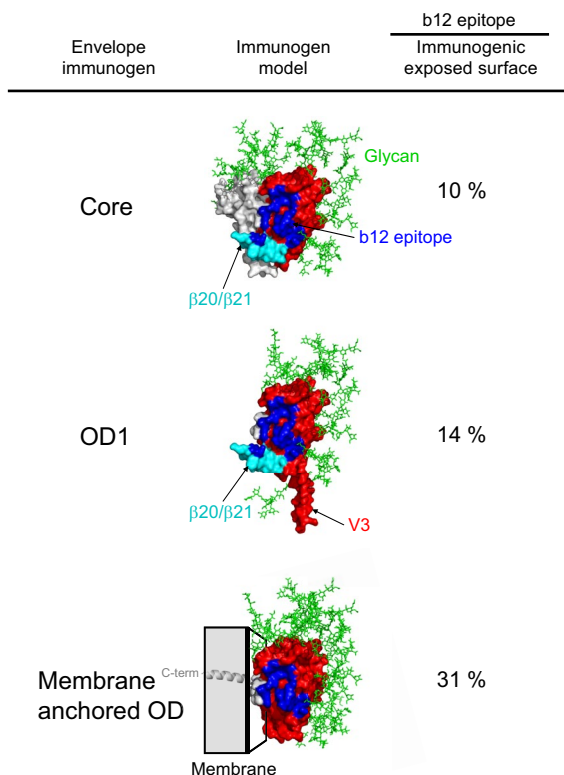 b12 epitope
Envelope
immunogen
Immunogen
model
Immunogenic
exposed surface
Glycan
Core
10 %
b12 epitope
β20/β21
OD1
14 %
β20/β21
V3
C-term
Membrane
anchored OD
31 %
Membrane